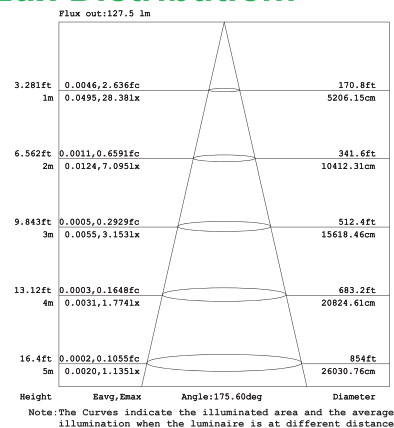 Flux out:127.5 lm
3.281ft 0.0046,2.636fc 170.8ft
1m 0.0495,28.38lx 5206.15cm
6.562ft 0.0011,0.6591fc 341.6ft
2m 0.0124,7.095lx 10412.31cm
9.843ft 0.0005,0.2929fc 512.4ft
3m 0.0055,3.153lx 15618.46cm
13.12ft 0.0003,0.1648fc 683.2ft
4m 0.0031,1.774lx 20824.61cm
16.4ft 0.0002,0.1055fc 854ft
5m 0.0020,1.135lx 26030.76cm
Height Eavg,Emax Angle:175.60deg Diameter
Note:The Curves indicate the illuminated area and the average
illumination when the luminaire is at different distance